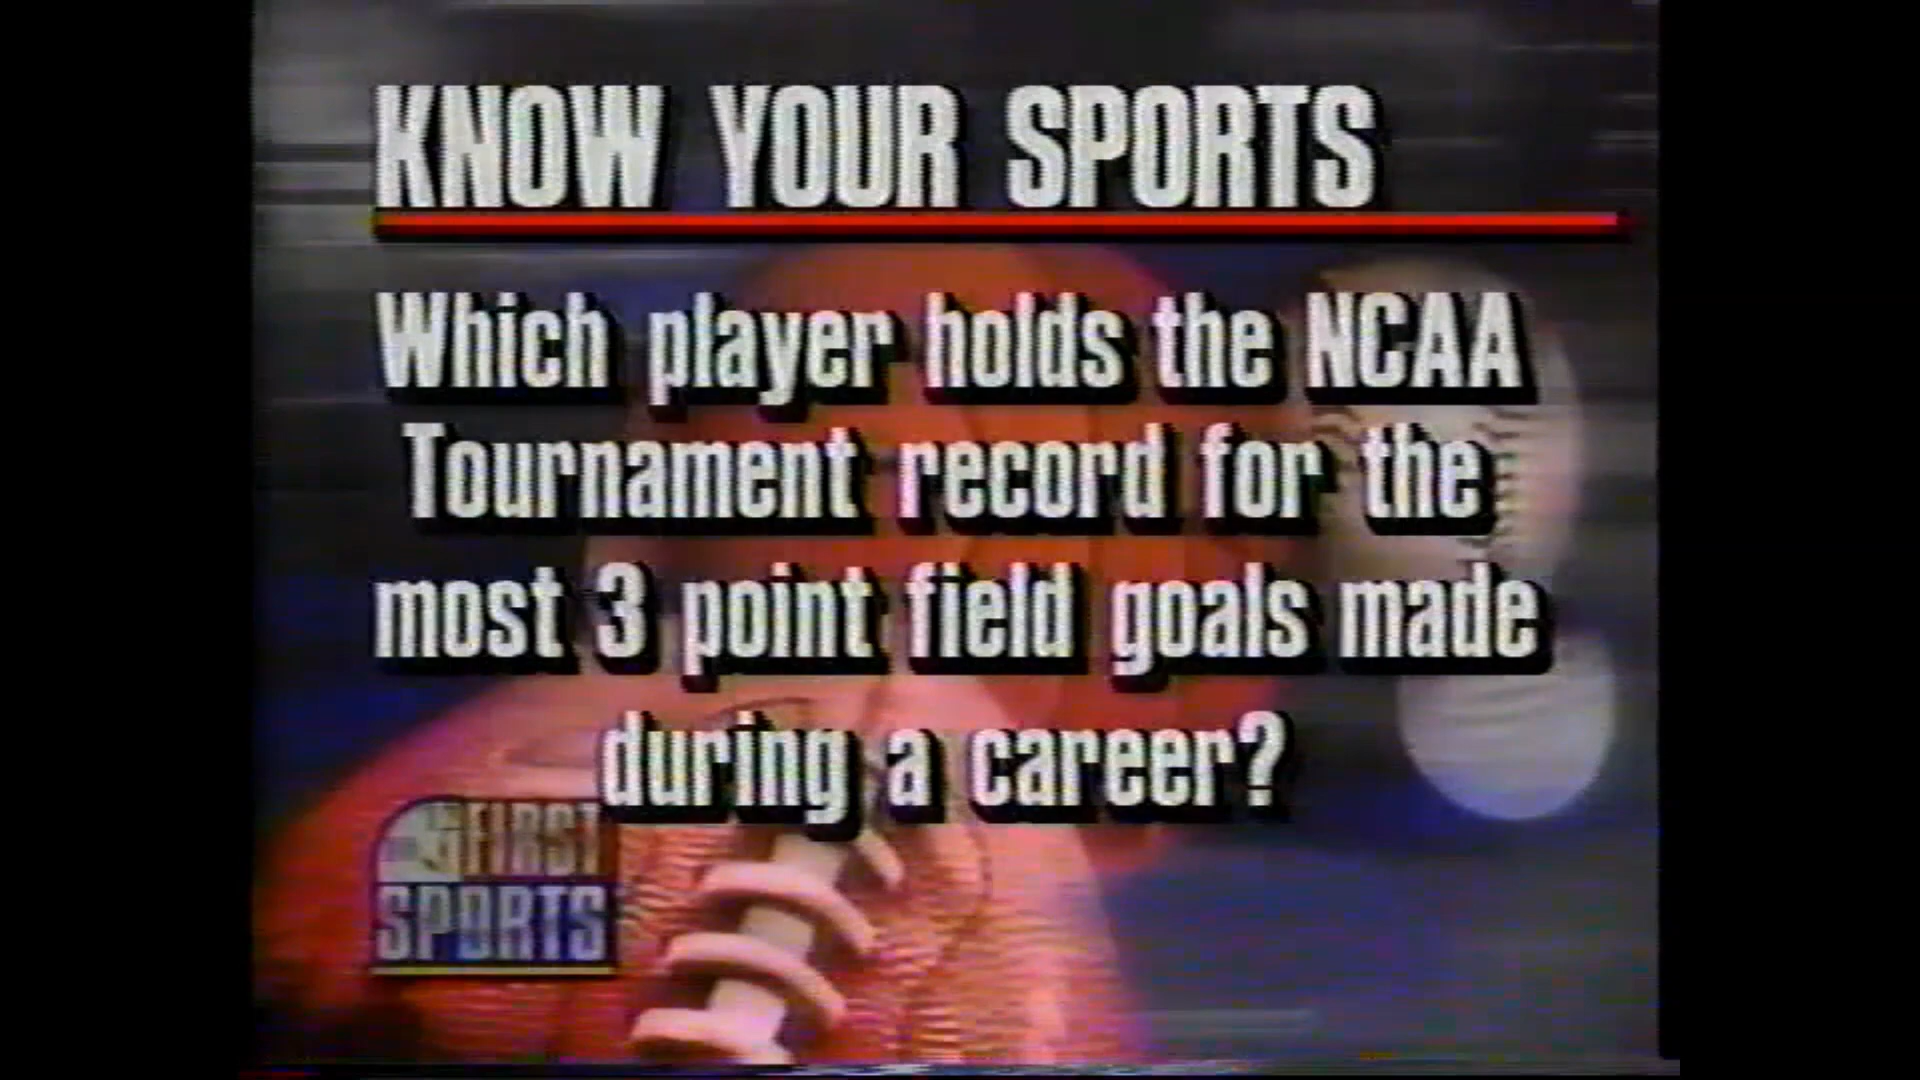 KNOW YOUR SPORTS
Which player holds the NCAA
Tournament record for the
most 3 point field goals made
during a career?
FIRST
SPORTS